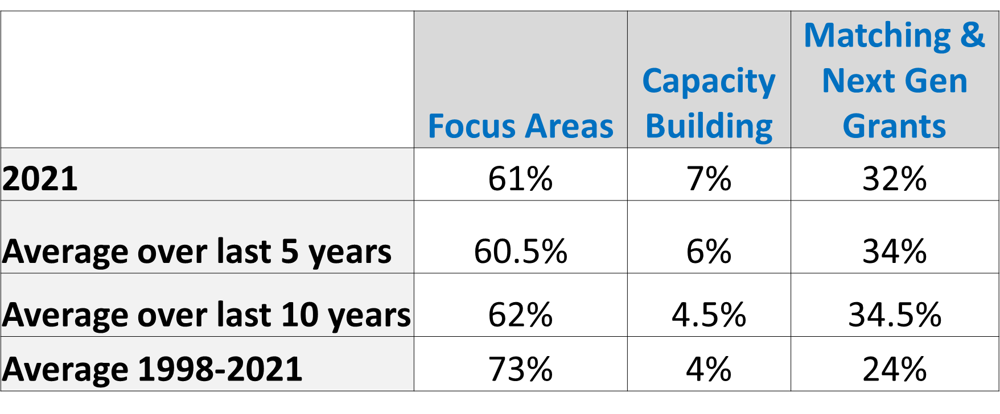 Focus Areas
Capacity
Building
Matching &
Next Gen
Grants
2021 61% 7% 32%
Average over last 5 years 60.5% 6% 34%
Average over last 10 years 62% 4.5% 34.5%
Average 1998-2021 73% 4% 24%